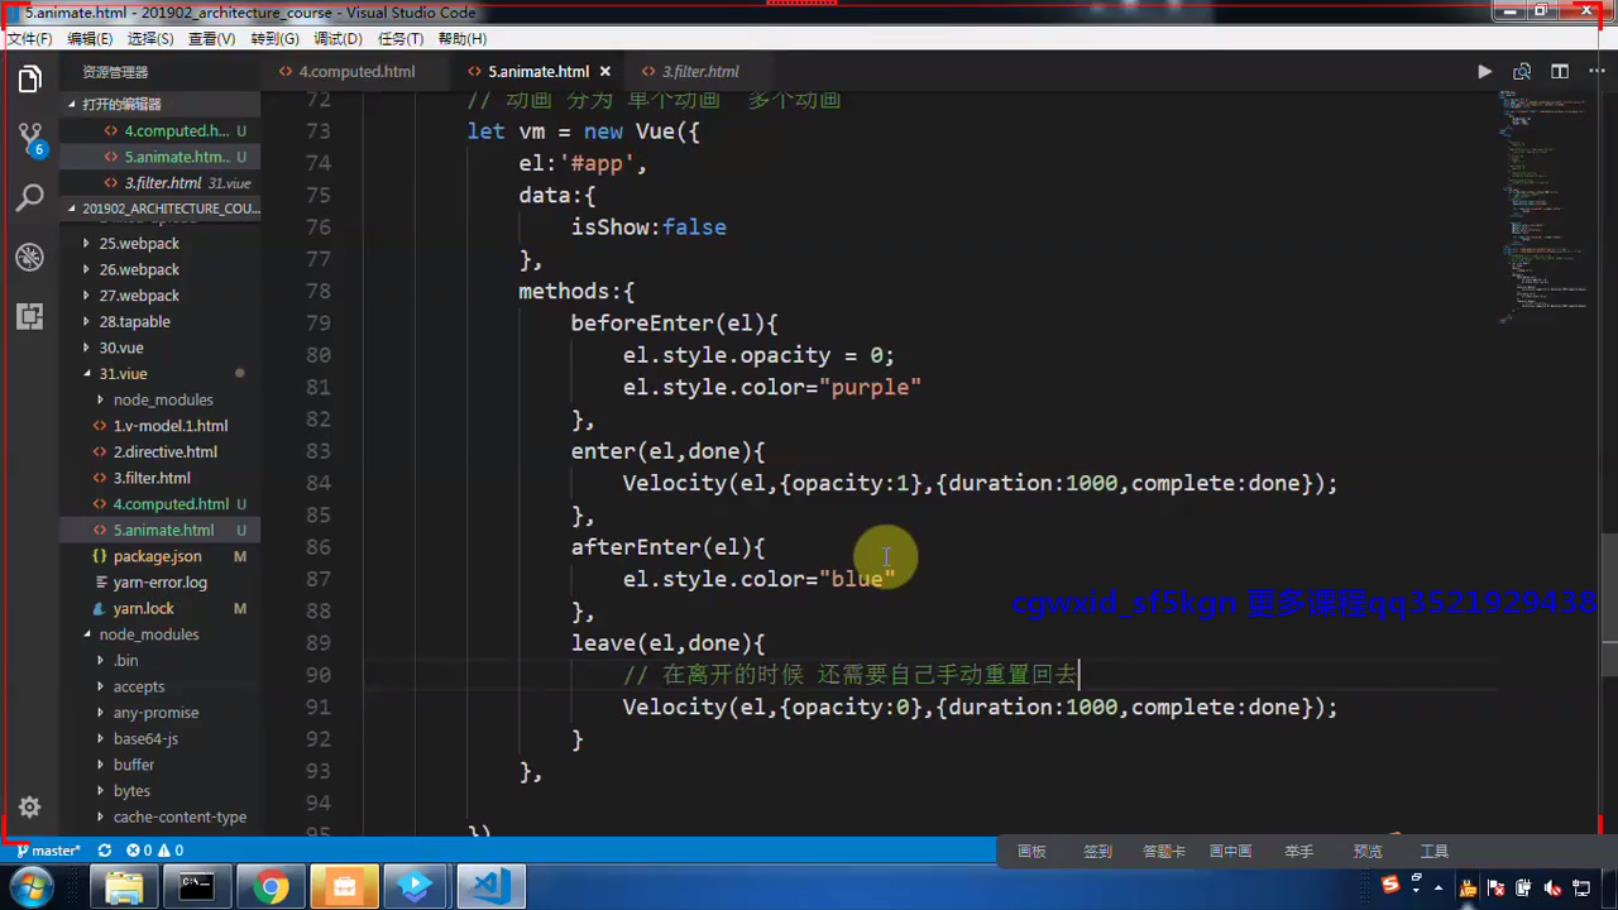 5.animate.html - 201902_architecture_course - Visual Studio Code
文件(F) 编辑(E) 选择(S) 查看(V) 转到(G) 调试(D) 任务(T) 帮助(H)
资源管理器
打开的编辑器
4.computed.h... U
5.animate.htm... U
3.filter.html 31.viue
201902_ARCHITECTURE_COU...
25.webpack
26.webpack
27.webpack
28.tapable
30.vue
31.viue
node_modules
1.v-model.1.html
2.directive.html
3.filter.html
4.computed.html U
5.animate.html U
package.json M
yarn-error.log
yarn.lock M
node_modules
.bin
accepts
any-promise
base64-js
buffer
bytes
cache-content-type
6
4.computed.html 5.animate.html 3.filter.html
72 // 动画 分为 单个动画 多个动画
73 let vm = new Vue({
74 el:'#app',
75 data:{
76 isShow:false
77 },
78 methods:{
79 beforeEnter(el){
80 el.style.opacity = 0;
81 el.style.color="purple"
82 },
83 enter(el,done){
84 Velocity(el,{opacity:1},{duration:1000,complete:done});
85 },
86 afterEnter(el){
87 el.style.color="blue"
88 },
89 leave(el,done){
90 // 在离开的时候 还需要自己手动重置回去
91 Velocity(el,{opacity:0},{duration:1000,complete:done});
92 }
93 },
94
95 })
cgwxid_sf5kgn 更多课程qq3521929438
master* 0 0
画板 签到 答题卡 画中画 举手 预览 工具